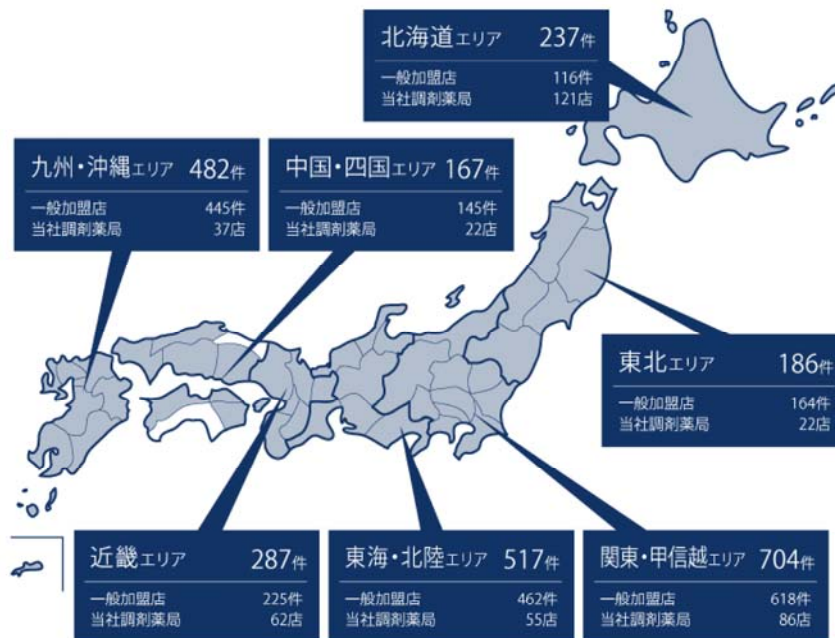 北海道エリア 237件
一般加盟店 116件
当社調剤薬局 121店
九州・沖縄エリア 482件
一般加盟店 445件
当社調剤薬局 37店
中国・四国エリア 167件
一般加盟店 145件
当社調剤薬局 22店
東北エリア 186件
一般加盟店 164件
当社調剤薬局 22店
近畿エリア 287件
一般加盟店 225件
当社調剤薬局 62店
東海・北陸エリア 517件
一般加盟店 462件
当社調剤薬局 55店
関東・甲信越エリア 704件
一般加盟店 618件
当社調剤薬局 86店